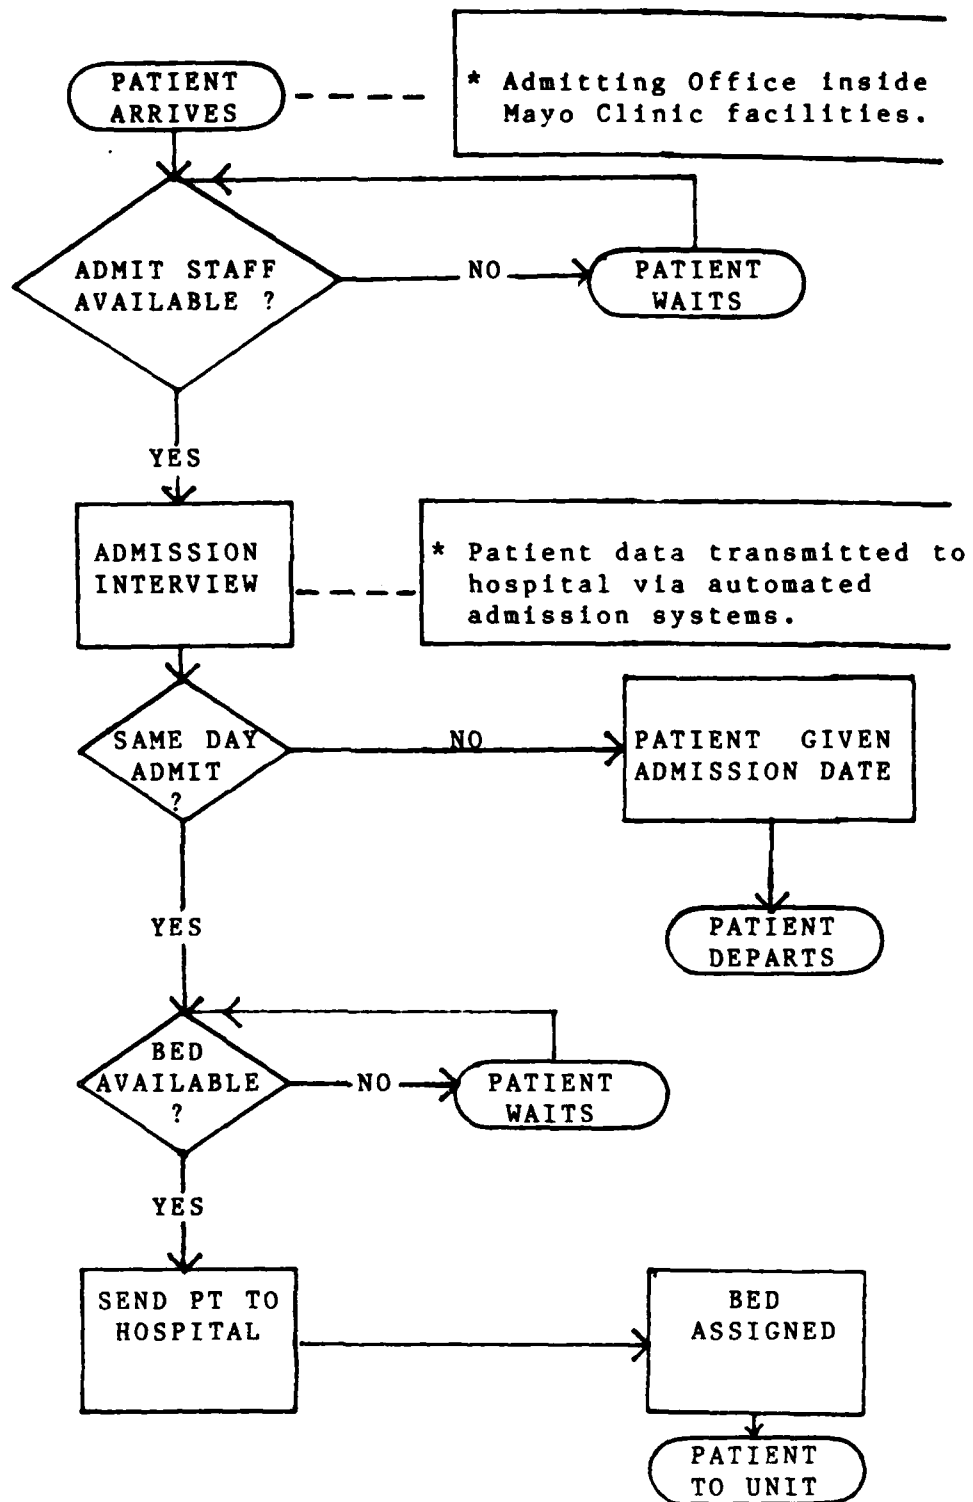 PATIENT
ARRIVES
* Admitting Office inside
Mayo Clinic facilities.
ADMIT STAFF
AVAILABLE ?
NO
PATIENT
WAITS
YES
ADMISSION
INTERVIEW
* Patient data transmitted to
hospital via automated
admission systems.
SAME DAY
ADMIT
?
NO
PATIENT GIVEN
ADMISSION DATE
YES
PATIENT
DEPARTS
BED
AVAILABLE
?
NO
PATIENT
WAITS
YES
SEND PT TO
HOSPITAL
BED
ASSIGNED
PATIENT
TO UNIT